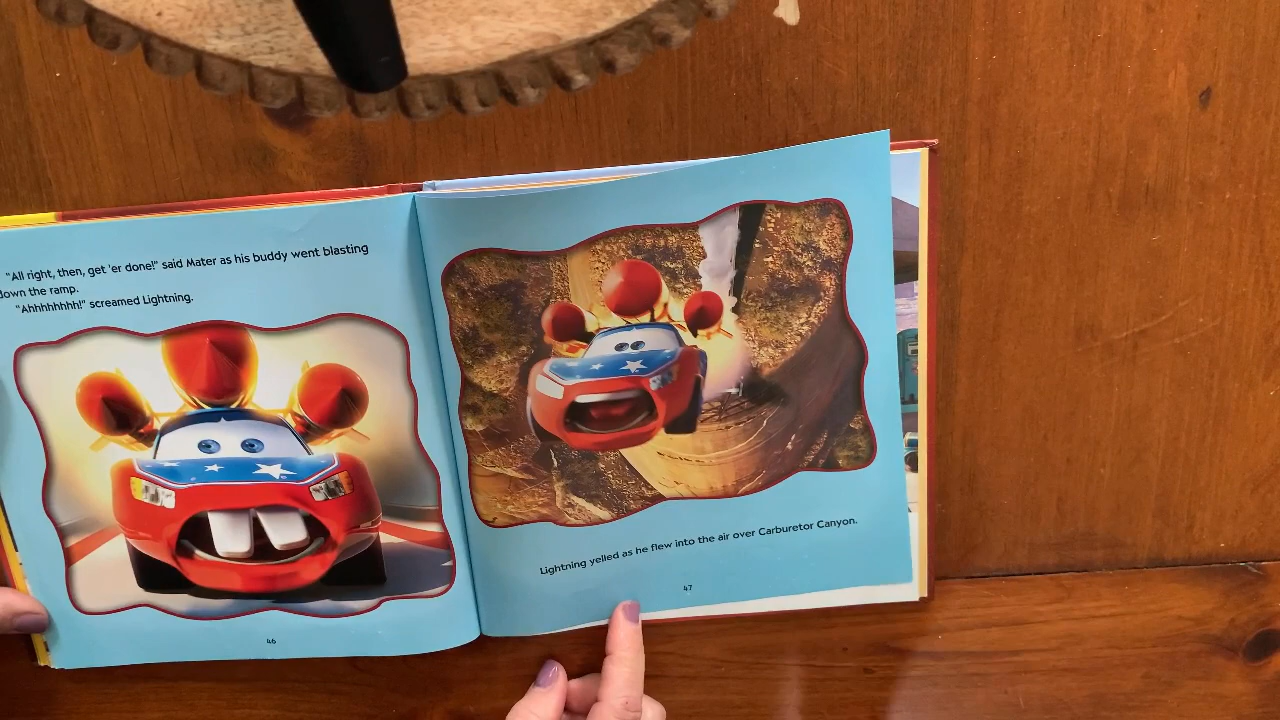 "All right, then, get 'er done!" said Mater as his buddy went blasting
down the ramp.
"Ahhhhhhh!" screamed Lightning.
46
Lightning yelled as he flew into the air over Carburetor Canyon.
47